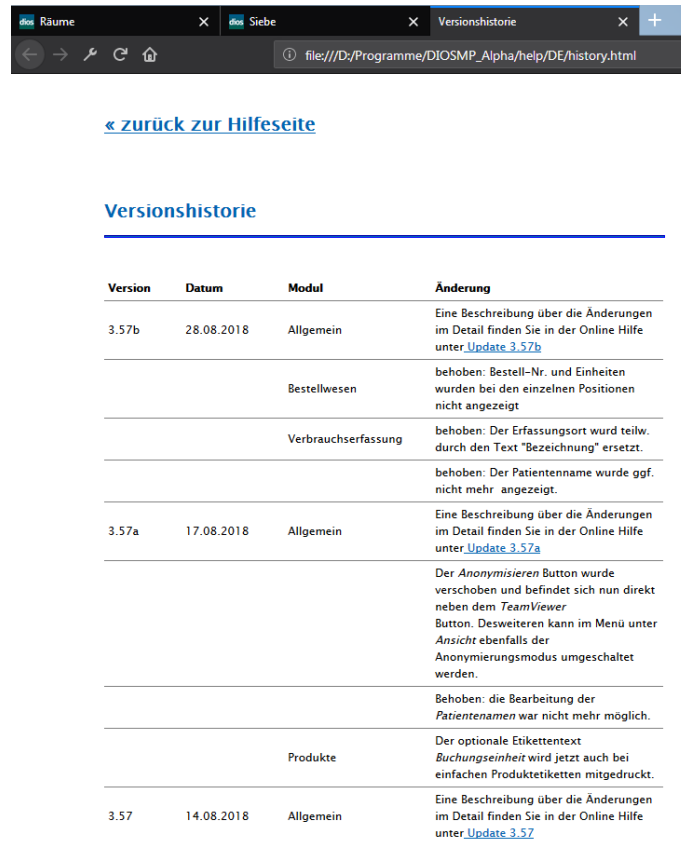 dios Räume
dios Siebe
Versionshistorie
file:///D:/Programme/DIOSMP_Alpha/help/DE/history.html
« zurück zur Hilfeseite
Versionshistorie
Version Datum Modul Änderung
Eine Beschreibung über die Änderungen
3.57b 28.08.2018 Allgemein im Detail finden Sie in der Online Hilfe
unter Update 3.57b
behoben: Bestell-Nr. und Einheiten
Bestellwesen wurden bei den einzelnen Positionen
nicht angezeigt
Verbrauchserfassung behoben: Der Erfassungsort wurd teilw.
durch den Text "Bezeichnung" ersetzt.
behoben: Der Patientenname wurde ggf.
nicht mehr angezeigt.
Eine Beschreibung über die Änderungen
3.57a 17.08.2018 Allgemein im Detail finden Sie in der Online Hilfe
unter Update 3.57a
Der Anonymisieren Button wurde
verschoben und befindet sich nun direkt
neben dem TeamViewer
Button. Desweiteren kann im Menü unter
Ansicht ebenfalls der
Anonymierungsmodus umgeschaltet
werden.
Behoben: die Bearbeitung der
Patientenamen war nicht mehr möglich.
Der optionale Etikettentext
Produkte Buchungseinheit wird jetzt auch bei
einfachen Produktetiketten mitgedruckt.
Eine Beschreibung über die Änderungen
3.57 14.08.2018 Allgemein im Detail finden Sie in der Online Hilfe
unter Update 3.57